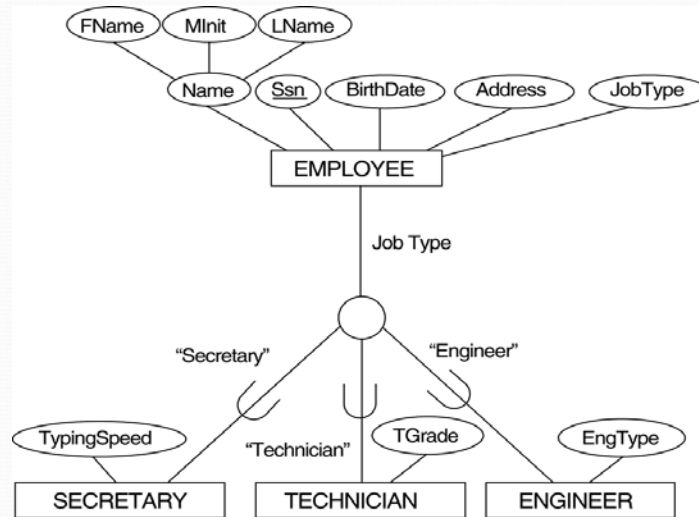 FName MInit LName
Name Ssn BirthDate Address JobType
EMPLOYEE
Job Type
“Secretary” “Engineer”
“Technician”
TypingSpeed TGrade EngType
SECRETARY TECHNICIAN ENGINEER